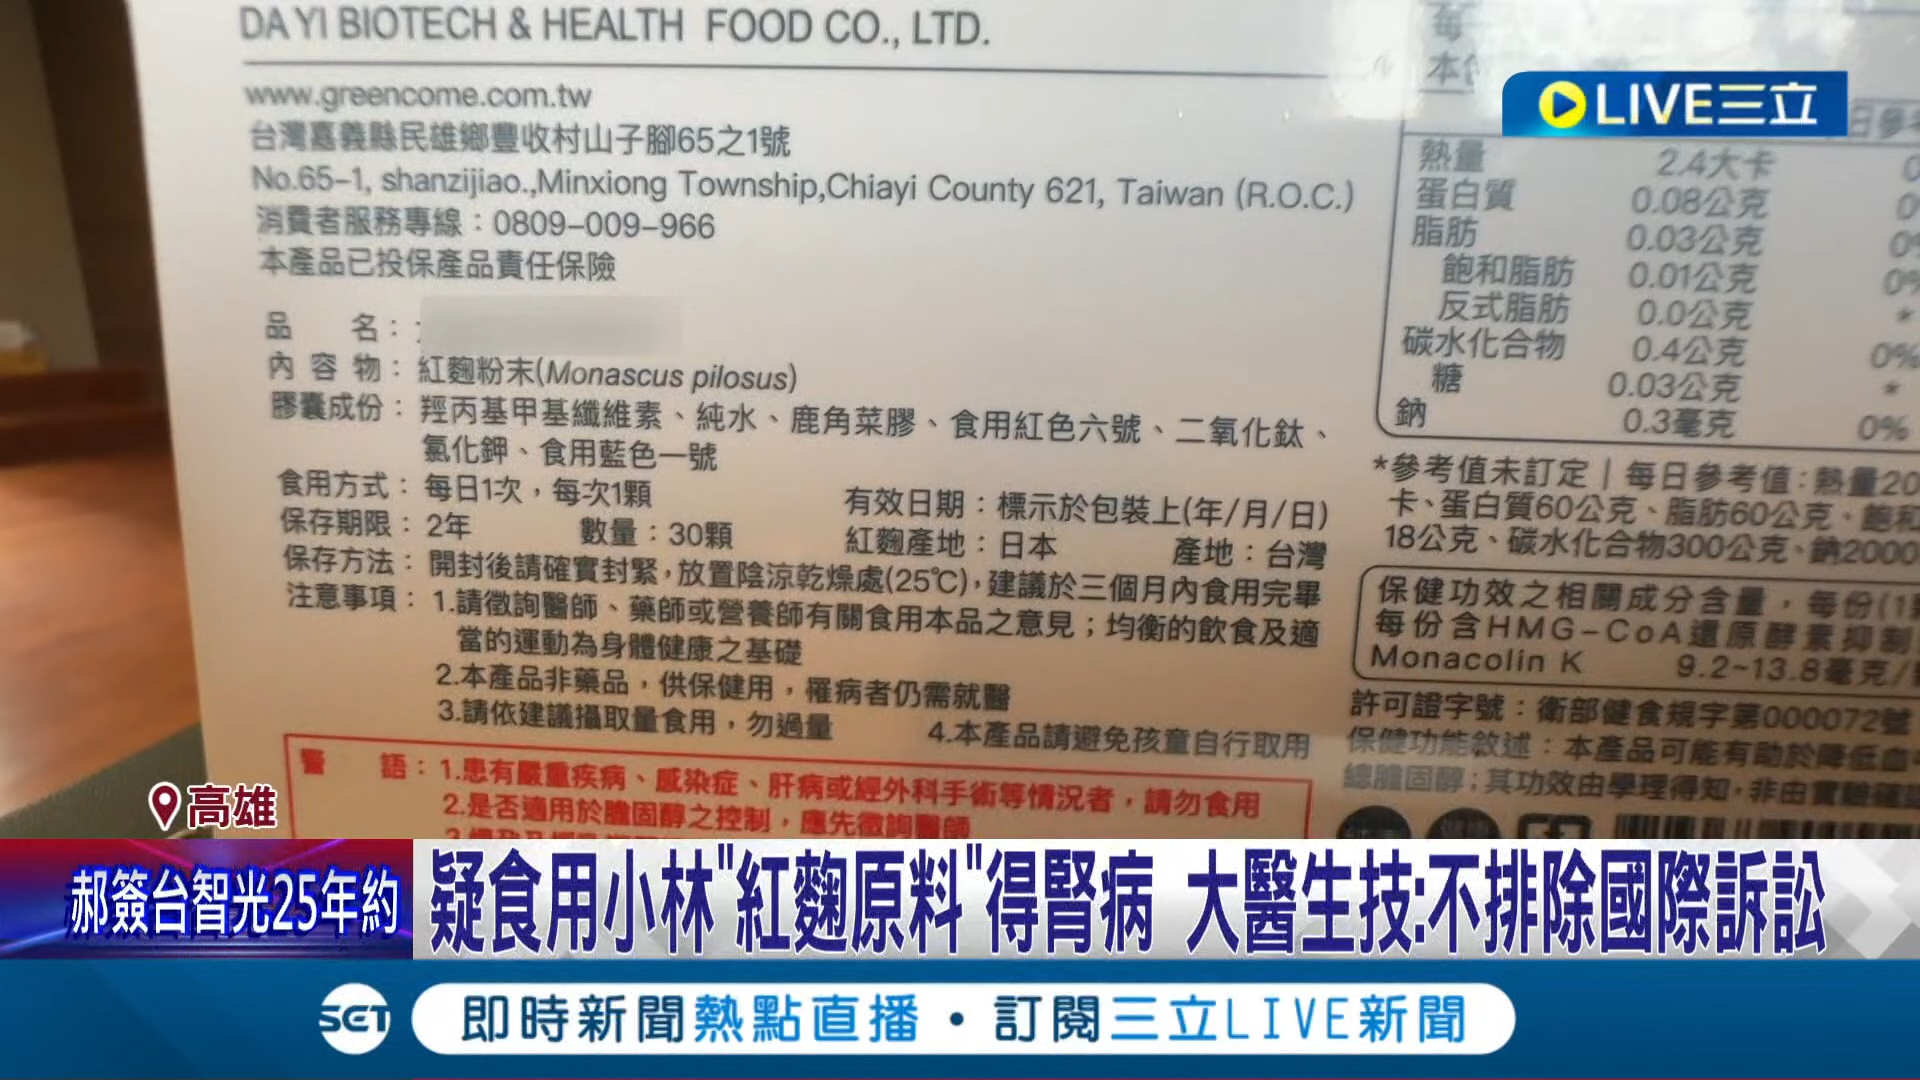 DA YI BIOTECH & HEALTH FOOD CO., LTD.
www.greencome.com.tw
台灣嘉義縣民雄鄉豐收村山子腳65之1號
No.65-1, shanzijiao.,Minxiong Township,Chiayi County 621, Taiwan (R.O.C.)
消費者服務專線：0809-009-966
本產品已投保產品責任保險
品 名：
內 容 物：紅麴粉末(Monascus pilosus)
膠囊成份：羥丙基甲基纖維素、純水、鹿角菜膠、食用紅色六號、二氧化鈦、
氯化鉀、食用藍色一號
食用方式：每日1次，每次1顆
有效日期：標示於包裝上(年/月/日)
保存期限：2年 數量：30顆
紅麴產地：日本 產地：台灣
保存方法：開封後請確實封緊，放置陰涼乾燥處(25℃)，建議於三個月內食用完畢
注意事項：1.請徵詢醫師、藥師或營養師有關食用本品之意見；均衡的飲食及適
當的運動為身體健康之基礎
2.本產品非藥品，供保健用，罹病者仍需就醫
3.請依建議攝取量食用，勿過量 4.本產品請避免孩童自行取用
警 語：1.患有嚴重疾病、感染症、肝病或經外科手術等情況者，請勿食用
2.是否適用於膽固醇之控制，應先徵詢醫師
每
本
日參考
熱量 2.4大卡
蛋白質 0.08公克
脂肪 0.03公克 0%
飽和脂肪 0.01公克 0%
反式脂肪 0.0公克 *
碳水化合物 0.4公克 0%
糖 0.03公克 *
鈉 0.3毫克 0%
*參考值未訂定｜每日參考值：熱量20
卡、蛋白質60公克、脂肪60公克、飽和
18公克、碳水化合物300公克、鈉2000
保健功效之相關成分含量，每份(1
每份含HMG-CoA還原酵素抑制
Monacolin K 9.2~13.8毫克/
許可證字號：衛部健食規字第000072號
保健功能敘述：本產品可能有助於降低血中
總膽固醇；其功效由學理得知，非由實驗確認
LIVE三立
高雄
郝簽台智光25年約
疑食用小林"紅麴原料"得腎病 大醫生技:不排除國際訴訟
SET 即時新聞熱點直播・訂閱三立LIVE新聞